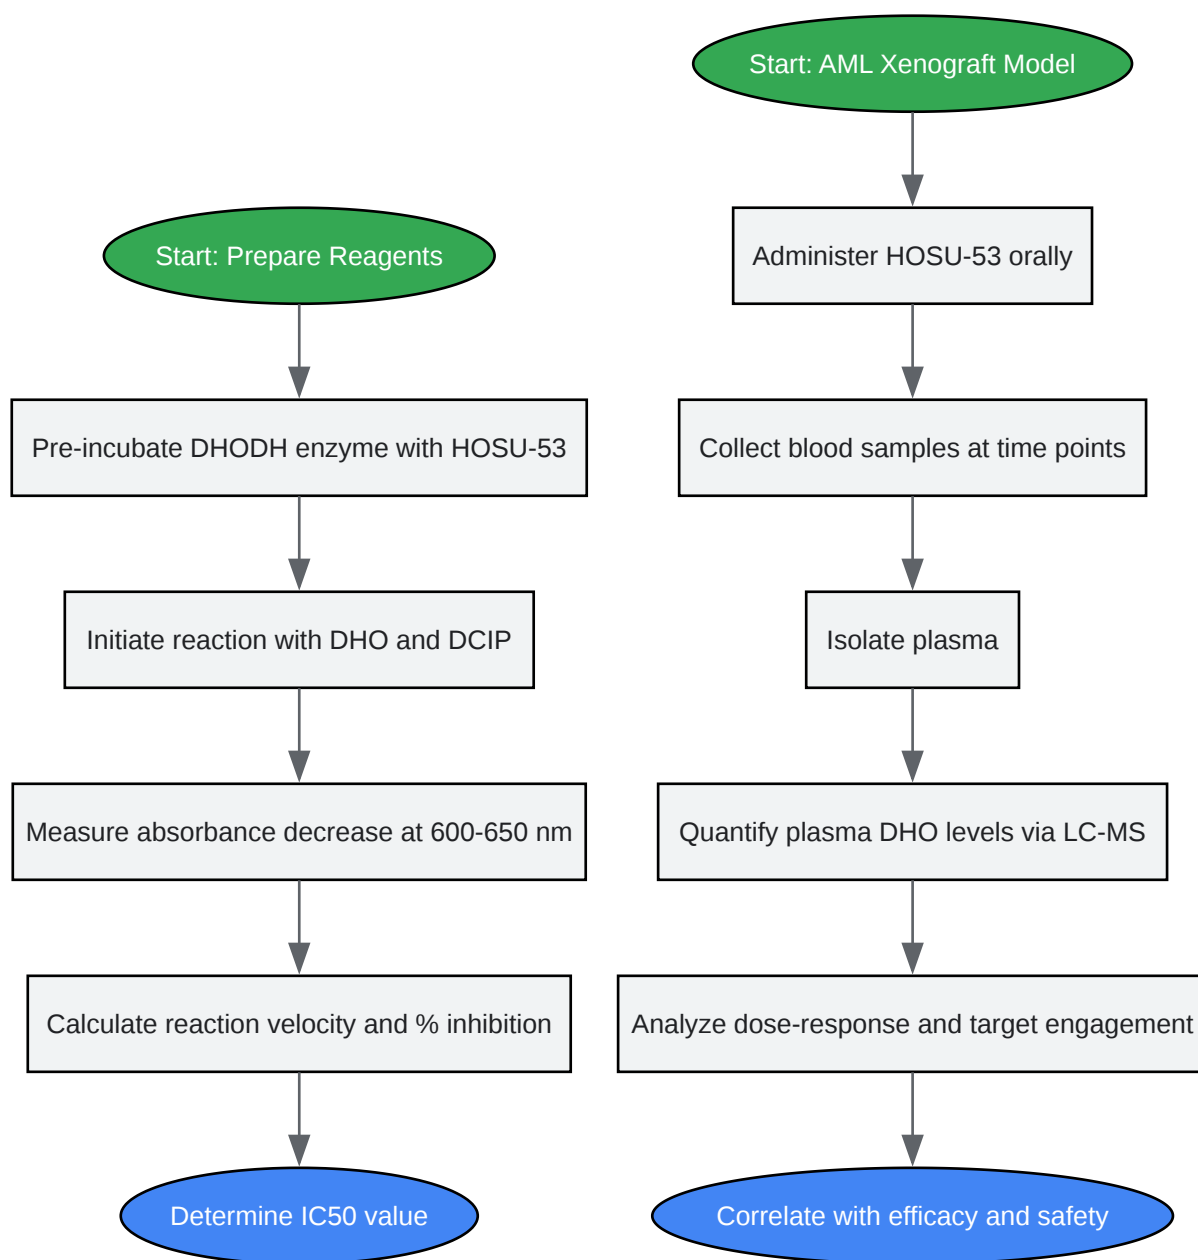 Start: Prepare Reagents
Pre-incubate DHODH enzyme with HOSU-53
Initiate reaction with DHO and DCIP
Measure absorbance decrease at 600-650 nm
Calculate reaction velocity and % inhibition
Determine IC50 value
Start: AML Xenograft Model
Administer HOSU-53 orally
Collect blood samples at time points
Isolate plasma
Quantify plasma DHO levels via LC-MS
Analyze dose-response and target engagement
Correlate with efficacy and safety